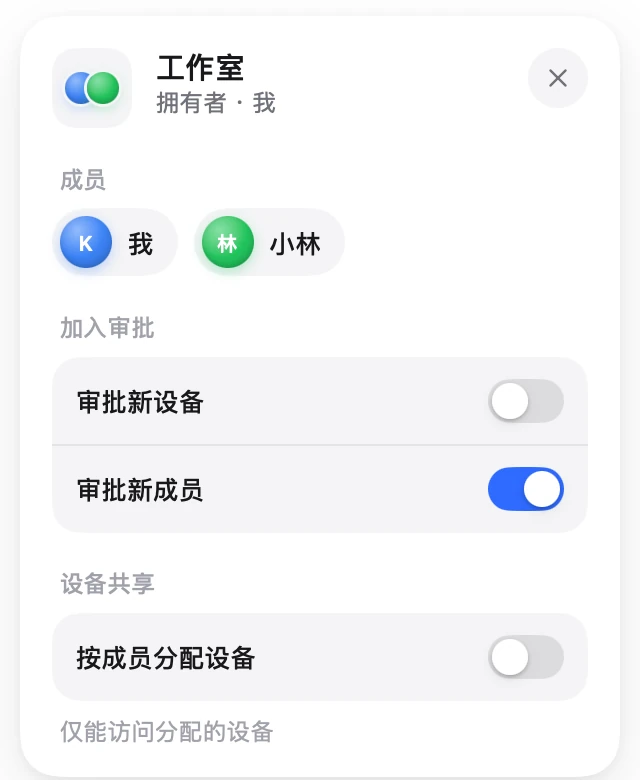 工作室
拥有者 · 我
成员
K 我 林 小林
加入审批
审批新设备
审批新成员
设备共享
按成员分配设备
仅能访问分配的设备